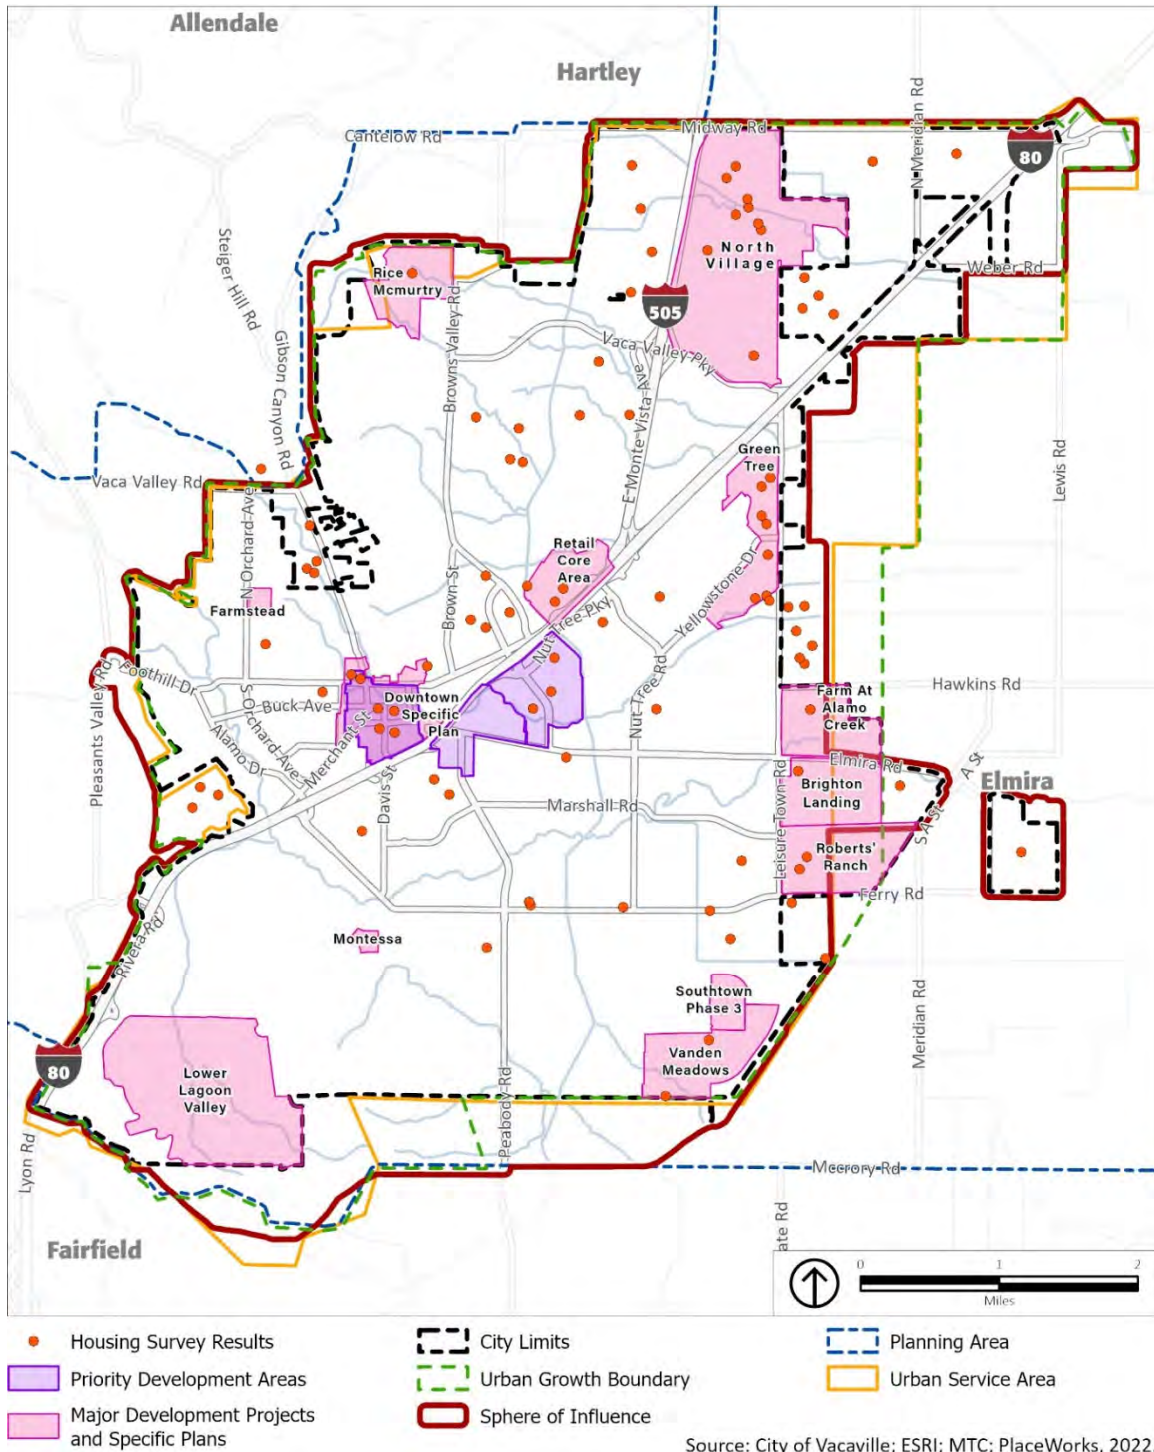 Allendale
Hartley
Cantelow Rd
Midway Rd
N Meridian Rd
80
Steiger Hill Rd
Rice
Mcmurtry
North
Village
Weber Rd
505
Gibson Canyon Rd
Browns Valley Rd
Vaca Valley Pky
E Monte Vista Ave
Green
Tree
Lewis Rd
Vaca Valley Rd
N Orchard Ave
Retail
Core
Area
Brown St
Yellowstone Dr
Farmstead
Nut Tree Pky
Foothill Dr
Pleasants Valley Rd
Buck Ave
S Orchard Ave
Merchant St
Downtown
Specific
Plan
Nut Tree Rd
Farm At
Alamo
Creek
Hawkins Rd
Alamo Dr
Davis St
Elmira Rd
A St
Elmira
Brighton
Landing
Marshall Rd
Leisure Town Rd
S A St
Roberts'
Ranch
Ferry Rd
Rivera Rd
Montessa
Southtown
Phase 3
Meridian Rd
Vanden
Meadows
80
Lower
Lagoon
Valley
Peabody Rd
Lyon Rd
Mccrory Rd
ate Rd
Fairfield
0 1 2
Miles
Housing Survey Results
City Limits
Planning Area
Priority Development Areas
Urban Growth Boundary
Urban Service Area
Major Development Projects
and Specific Plans
Sphere of Influence
Source: City of Vacaville; ESRI; MTC; PlaceWorks, 2022.